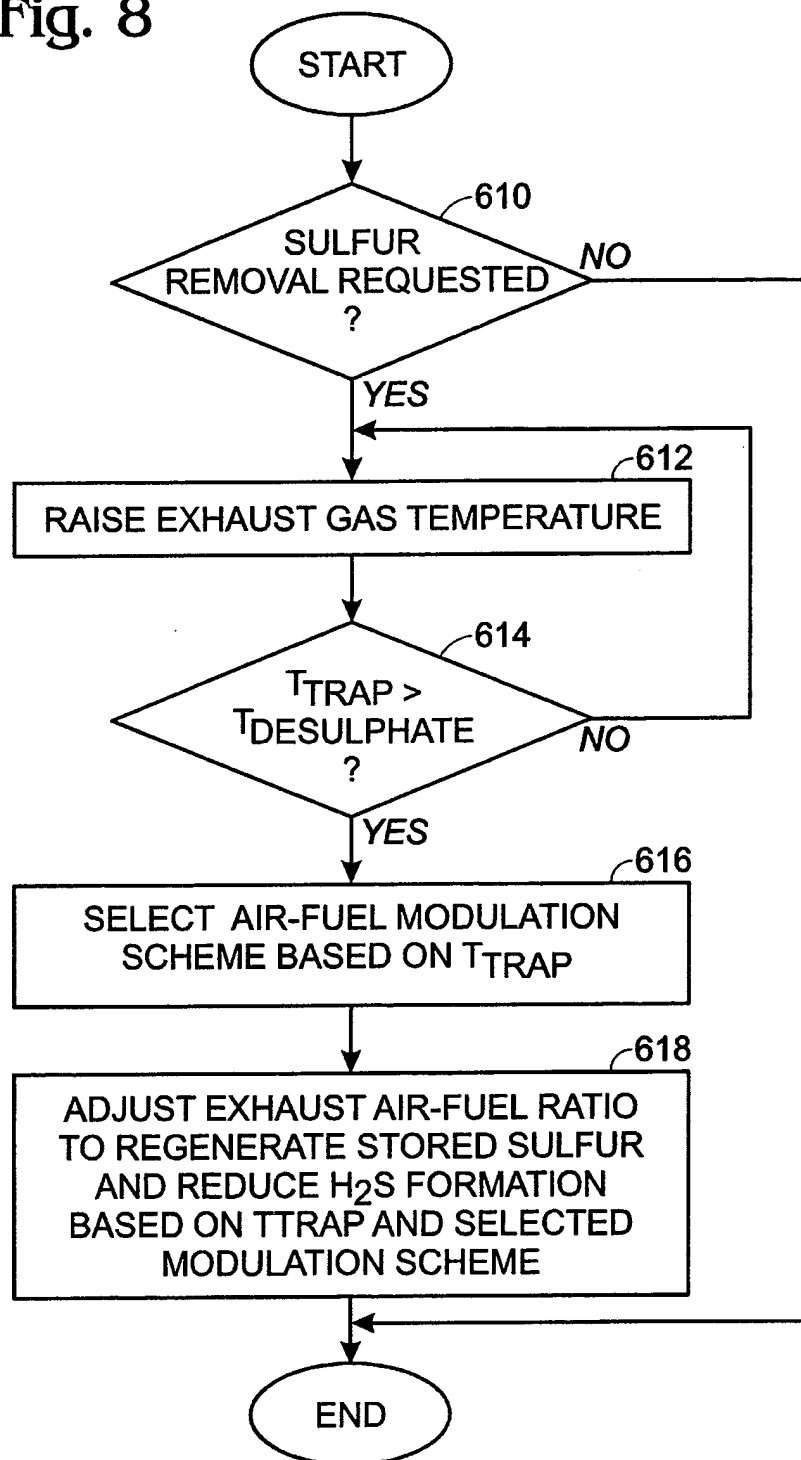 Fig. 8
START
610
SULFUR
REMOVAL REQUESTED
?
NO
YES
612
RAISE EXHAUST GAS TEMPERATURE
614
TTRAP >
TDESULPHATE
?
NO
YES
616
SELECT AIR-FUEL MODULATION
SCHEME BASED ON TTRAP
618
ADJUST EXHAUST AIR-FUEL RATIO
TO REGENERATE STORED SULFUR
AND REDUCE H2S FORMATION
BASED ON TTRAP AND SELECTED
MODULATION SCHEME
END